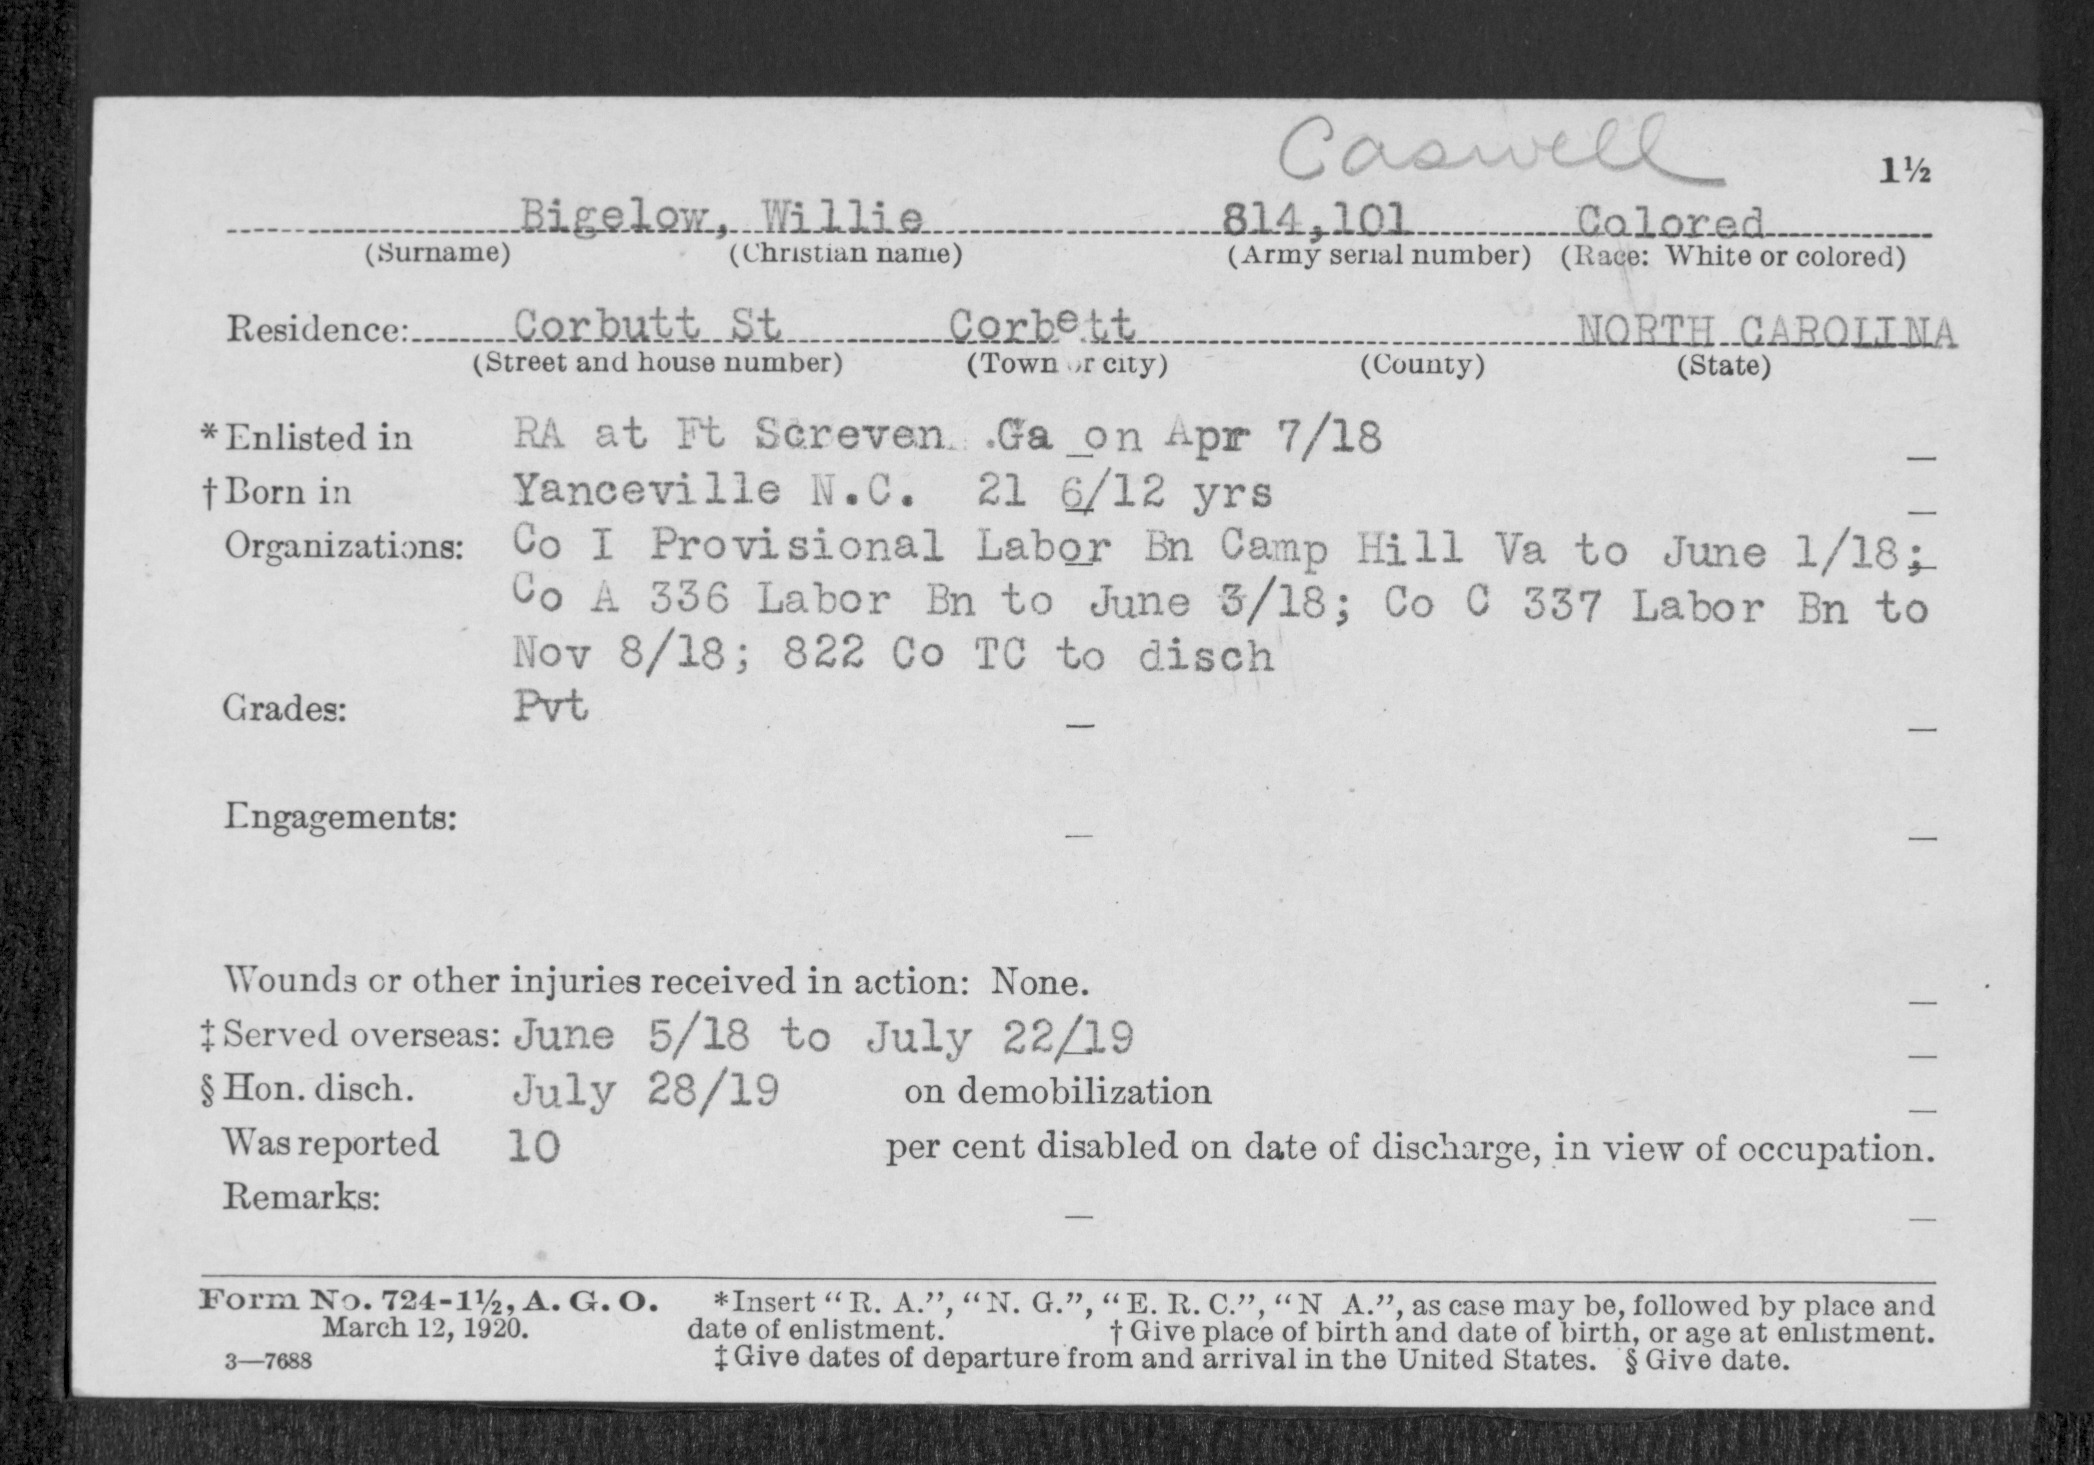 Caswell
1½
Bigelow, Willie 814,101 Colored
(Surname) (Christian name) (Army serial number) (Race: White or colored)
Residence: Corbutt St Corbett NORTH CAROLINA
(Street and house number) (Town or city) (County) (State)
*Enlisted in RA at Ft Screven Ga on Apr 7/18
†Born in Yanceville N.C. 21 6/12 yrs
Organizations: Co I Provisional Labor Bn Camp Hill Va to June 1/18;
Co A 336 Labor Bn to June 3/18; Co C 337 Labor Bn to
Nov 8/18; 822 Co TC to disch
Grades: Pvt
Engagements:
Wounds or other injuries received in action: None.
‡Served overseas: June 5/18 to July 22/19
§Hon. disch. July 28/19 on demobilization
Was reported 10 per cent disabled on date of discharge, in view of occupation.
Remarks:
Form No. 724-1½, A. G. O. *Insert "R. A.", "N. G.", "E. R. C.", "N A.", as case may be, followed by place and
March 12, 1920. date of enlistment. †Give place of birth and date of birth, or age at enlistment.
3—7688 ‡Give dates of departure from and arrival in the United States. §Give date.